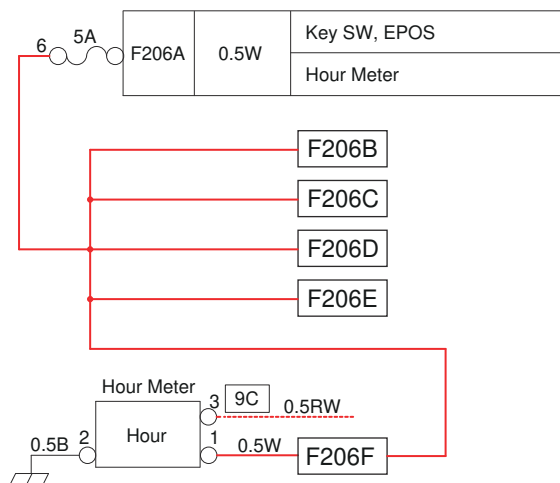 6 5A F206A 0.5W Key SW, EPOS
Hour Meter
F206B
F206C
F206D
F206E
Hour Meter
3 9C 0.5RW
Hour
0.5B 2 1 0.5W F206F